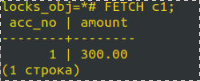 locks_obj=*# FETCH c1;
acc_no | amount
--------+--------
1 | 300.00
(1 строка)